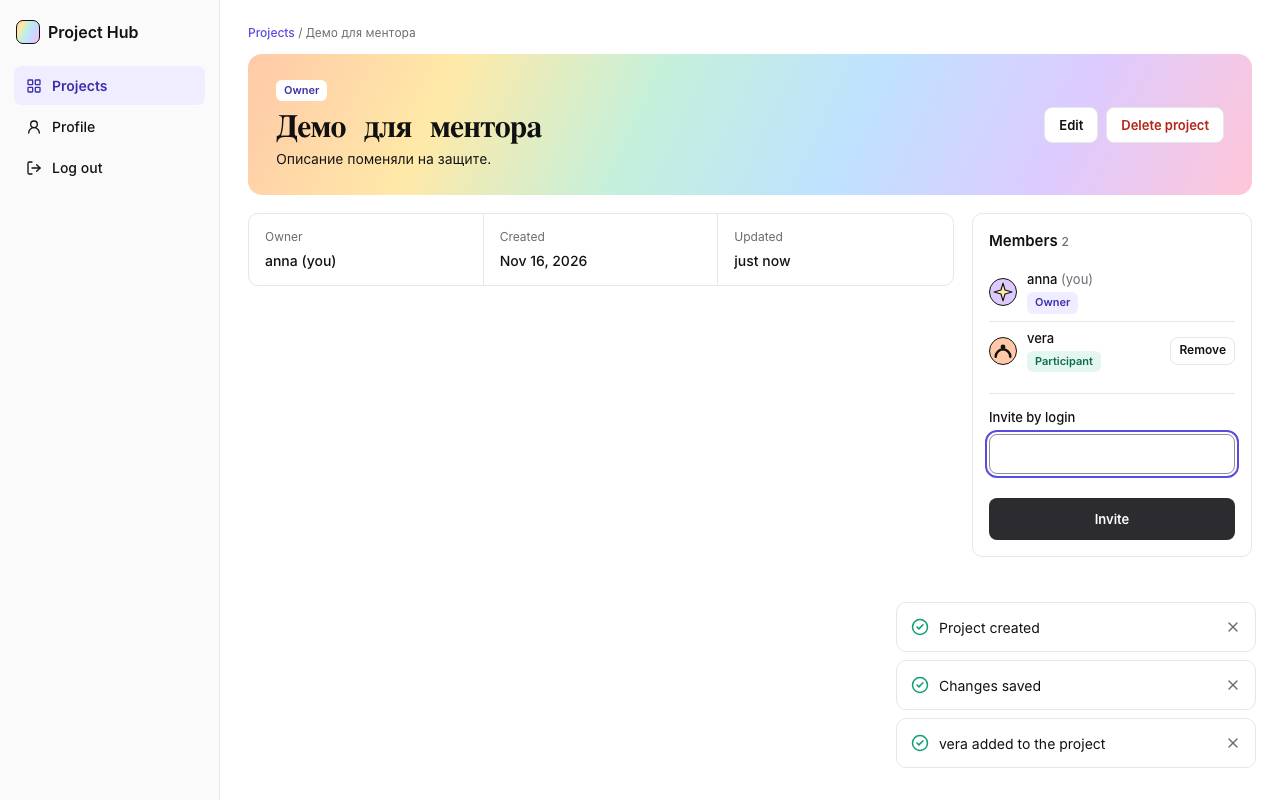 Project Hub
Projects
Profile
Log out
Projects / Демо для ментора
Owner
Демо для ментора
Описание поменяли на защите.
Edit
Delete project
Owner
anna (you)
Created
Nov 16, 2026
Updated
just now
Members 2
anna (you)
Owner
vera
Participant
Remove
Invite by login
Invite
Project created
Changes saved
vera added to the project